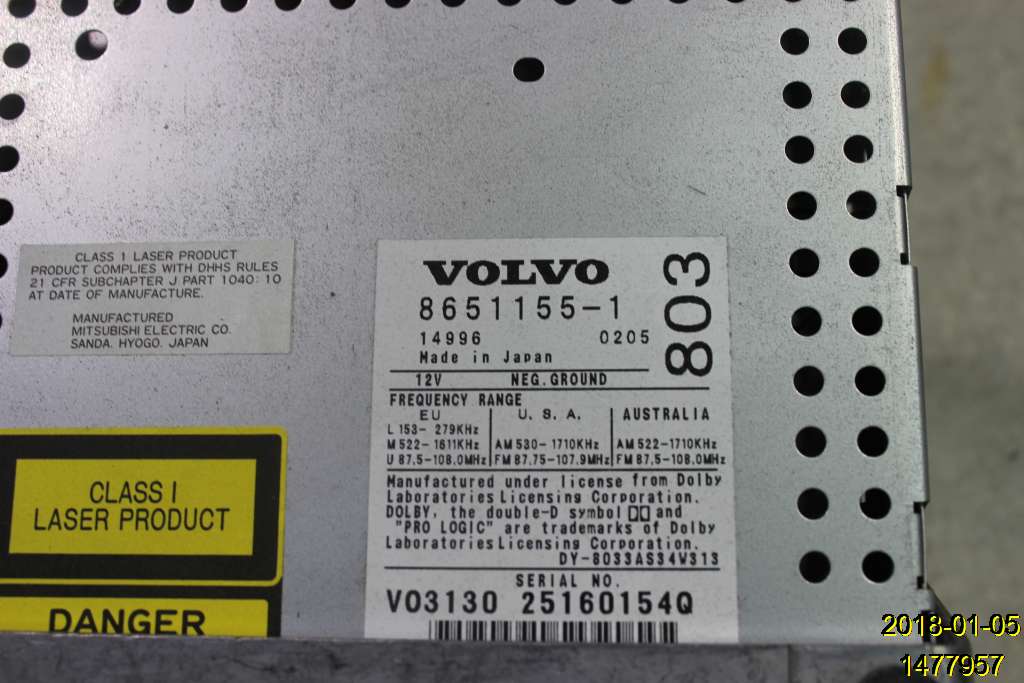 CLASS 1 LASER PRODUCT
PRODUCT COMPLIES WITH DHHS RULES
21 CFR SUBCHAPTER J PART 1040:10
AT DATE OF MANUFACTURE.
MANUFACTURED
MITSUBISHI ELECTRIC CO.
SANDA. HYOGO. JAPAN
CLASS I
LASER PRODUCT
DANGER
VOLVO
8651155-1
803
14996 0205
Made in Japan
12V NEG.GROUND
FREQUENCY RANGE
EU U. S. A. AUSTRALIA
L 153- 279KHz
M 522-1611KHz AM 530-1710KHz AM 522-1710KHz
U 87.5-108.0MHz FM 87.75-107.9MHz FM 87.5-108.0MHz
Manufactured under license from Dolby
Laboratories Licensing Corporation.
DOLBY, the double-D symbol and
"PRO LOGIC" are trademarks of Dolby
Laboratories Licensing Corporation.
DY-8033AS34W313
SERIAL NO.
VO3130 25160154Q
2018-01-05
1477957